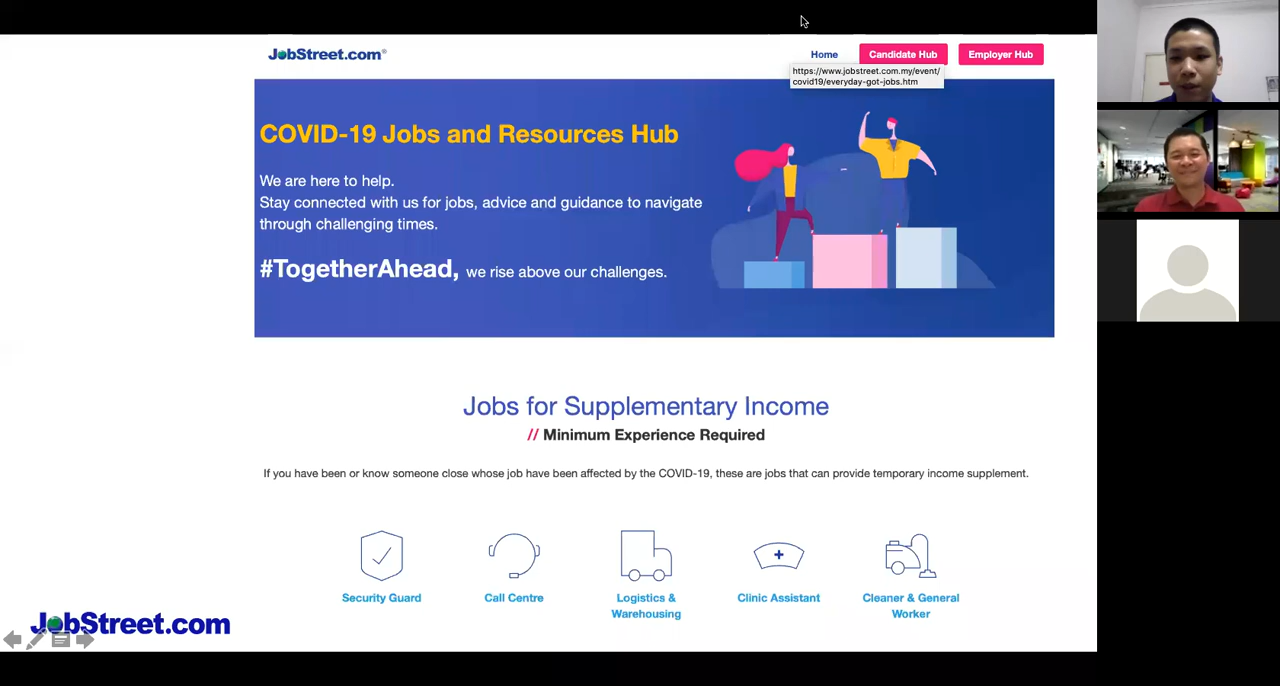 JobStreet.com®
Home
Candidate Hub
Employer Hub
https://www.jobstreet.com.my/event/
covid19/everyday-got-jobs.htm
COVID-19 Jobs and Resources Hub
We are here to help.
Stay connected with us for jobs, advice and guidance to navigate
through challenging times.
#TogetherAhead, we rise above our challenges.
Jobs for Supplementary Income
// Minimum Experience Required
If you have been or know someone close whose job have been affected by the COVID-19, these are jobs that can provide temporary income supplement.
Security Guard
Call Centre
Logistics &
Warehousing
Clinic Assistant
Cleaner & General
Worker
JobStreet.com